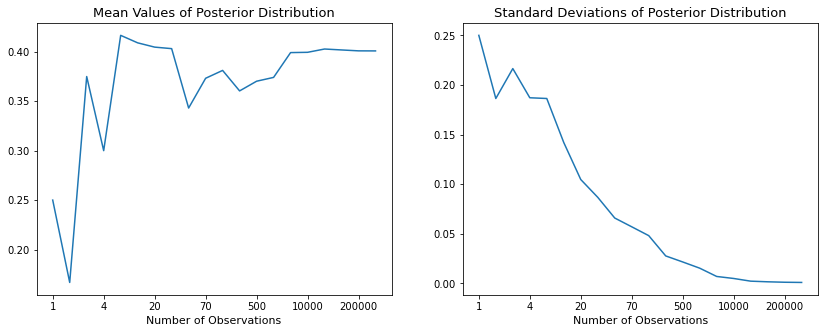 Mean Values of Posterior Distribution
0.40
0.35
0.30
0.25
0.20
1 4 20 70 500 10000 200000
Number of Observations
Standard Deviations of Posterior Distribution
0.25
0.20
0.15
0.10
0.05
0.00
1 4 20 70 500 10000 200000
Number of Observations